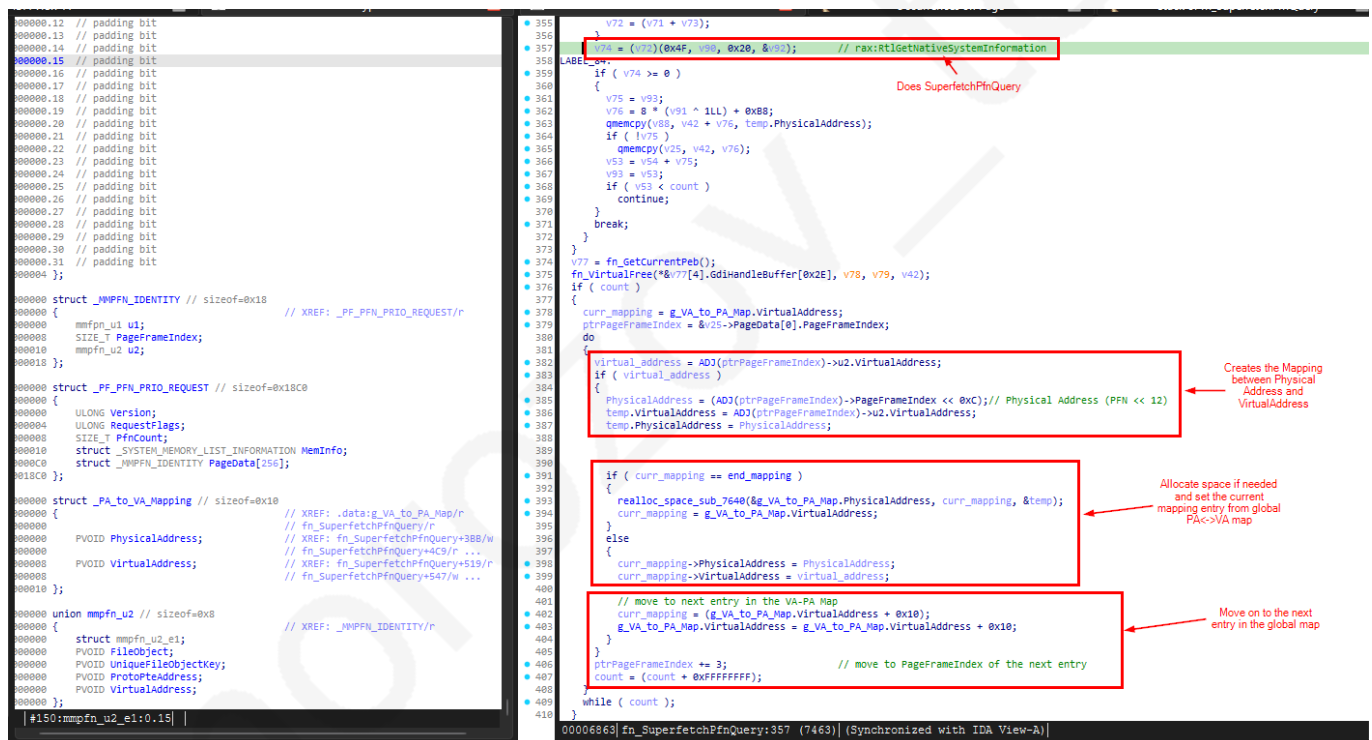 000000.12 // padding bit
000000.13 // padding bit
000000.14 // padding bit
000000.15 // padding bit
000000.16 // padding bit
000000.17 // padding bit
000000.18 // padding bit
000000.19 // padding bit
000000.20 // padding bit
000000.21 // padding bit
000000.22 // padding bit
000000.23 // padding bit
000000.24 // padding bit
000000.25 // padding bit
000000.26 // padding bit
000000.27 // padding bit
000000.28 // padding bit
000000.29 // padding bit
000000.30 // padding bit
000000.31 // padding bit
000004 };
000000 struct _MMPFN_IDENTITY // sizeof=0x18
000000 { // XREF: _PF_PFN_PRIO_REQUEST/r
000000 mmfpn_u1 u1;
000008 SIZE_T PageFrameIndex;
000010 mmpfn_u2 u2;
000018 };
000000 struct _PF_PFN_PRIO_REQUEST // sizeof=0x18C0
000000 {
000000 ULONG Version;
000004 ULONG RequestFlags;
000008 SIZE_T PfnCount;
000010 struct _SYSTEM_MEMORY_LIST_INFORMATION MemInfo;
0000C0 struct _MMPFN_IDENTITY PageData[256];
0018C0 };
000000 struct _PA_to_VA_Mapping // sizeof=0x10
000000 { // XREF: .data:g_VA_to_PA_Map/r
000000 // fn_SuperfetchPfnQuery/r
000000 PVOID PhysicalAddress; // XREF: fn_SuperfetchPfnQuery+3BB/w
000000 // fn_SuperfetchPfnQuery+4C9/r ...
000008 PVOID VirtualAddress; // XREF: fn_SuperfetchPfnQuery+519/r
000008 // fn_SuperfetchPfnQuery+547/w ...
000010 };
000000 union mmpfn_u2 // sizeof=0x8
000000 { // XREF: _MMPFN_IDENTITY/r
000000 struct mmpfn_u2_e1;
000000 PVOID FileObject;
000000 PVOID UniqueFileObjectKey;
000000 PVOID ProtoPteAddress;
000000 PVOID VirtualAddress;
000000 };
#150:mmpfn_u2_e1:0.15
355 v72 = (v71 + v73);
356 }
357 v74 = (v72)(0x4F, v90, 0x20, &v92); // rax:RtlGetNativeSystemInformation
358 LABEL_84:
359 if ( v74 >= 0 )
360 {
Does SuperfetchPfnQuery
361 v75 = v93;
362 v76 = 8 * (v91 ^ 1LL) + 0xB8;
363 qmemcpy(v88, v42 + v76, temp.PhysicalAddress);
364 if ( !v75 )
365 qmemcpy(v25, v42, v76);
366 v53 = v54 + v75;
367 v93 = v53;
368 if ( v53 < count )
369 continue;
370 }
371 break;
372 }
373 }
374 v77 = fn_GetCurrentPeb();
375 fn_VirtualFree(*&v77[4].GdiHandleBuffer[0x2E], v78, v79, v42);
376 if ( count )
377 {
378 curr_mapping = g_VA_to_PA_Map.VirtualAddress;
379 ptrPageFrameIndex = &v25->PageData[0].PageFrameIndex;
380 do
381 {
382 virtual_address = ADJ(ptrPageFrameIndex)->u2.VirtualAddress;
383 if ( virtual_address )
384 {
385 PhysicalAddress = (ADJ(ptrPageFrameIndex)->PageFrameIndex << 0xC);// Physical Address (PFN << 12)
386 temp.VirtualAddress = ADJ(ptrPageFrameIndex)->u2.VirtualAddress;
387 temp.PhysicalAddress = PhysicalAddress;
Creates the Mapping
between Physical
Address and
VirtualAddress
388
389
390
391 if ( curr_mapping == end_mapping )
392 {
393 realloc_space_sub_7640(&g_VA_to_PA_Map.PhysicalAddress, curr_mapping, &temp);
394 curr_mapping = g_VA_to_PA_Map.VirtualAddress;
395 }
396 else
397 {
398 curr_mapping->PhysicalAddress = PhysicalAddress;
399 curr_mapping->VirtualAddress = virtual_address;
Allocate space if needed
and set the current
mapping entry from global
PA<->VA map
400
401 // move to next entry in the VA-PA Map
402 curr_mapping = (g_VA_to_PA_Map.VirtualAddress + 0x10);
403 g_VA_to_PA_Map.VirtualAddress = g_VA_to_PA_Map.VirtualAddress + 0x10;
404 }
405 }
406 ptrPageFrameIndex += 3; // move to PageFrameIndex of the next entry
407 count = (count + 0xFFFFFFFF);
Move on to the next
entry in the global map
408 }
409 while ( count );
410 }
00006863 fn_SuperfetchPfnQuery:357 (7463) (Synchronized with IDA View-A)